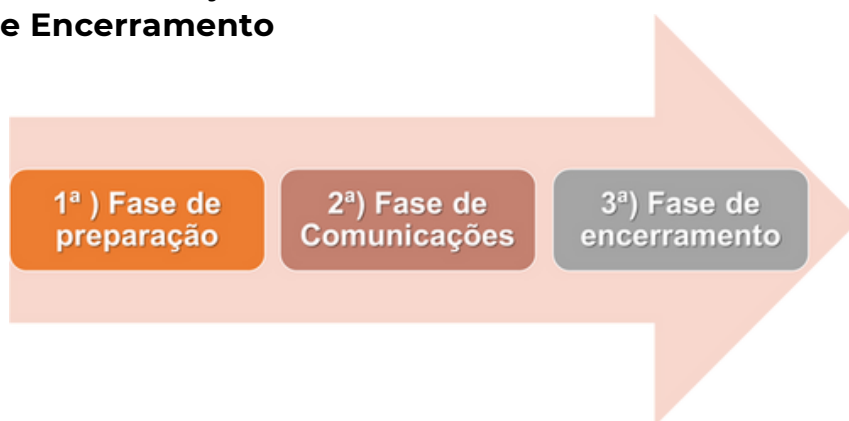 e Encerramento
1ª ) Fase de
preparação
2ª) Fase de
Comunicações
3ª) Fase de
encerramento